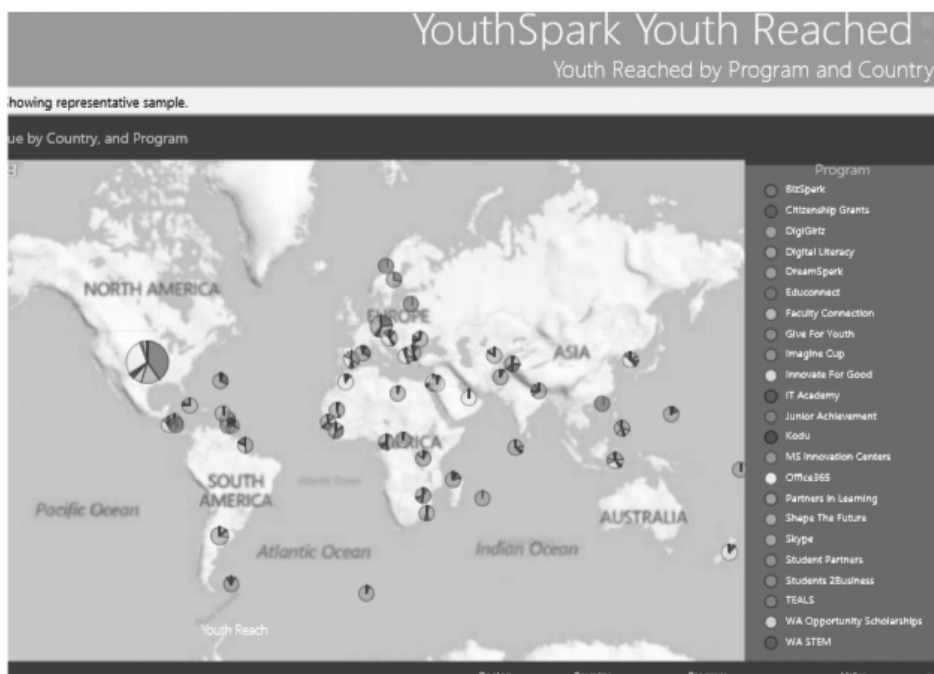 YouthSpark Youth Reached
Youth Reached by Program and Country
Showing representative sample.
ue by Country, and Program
Program
BizSpark
Citizenship Grants
DigiGirlz
Digital Literacy
DreamSpark
Educonnect
Faculty Connection
Give For Youth
Imagine Cup
Innovate For Good
IT Academy
Junior Achievement
Kodu
MS Innovation Centers
Office365
Partners In Learning
Shape The Future
Skype
Student Partners
Students 2Business
TEALS
WA Opportunity Scholarships
WA STEM
NORTH AMERICA
EUROPE
ASIA
AFRICA
SOUTH
AMERICA
Atlantic Ocean
Pacific Ocean
AUSTRALIA
Atlantic Ocean
Indian Ocean
Youth Reach